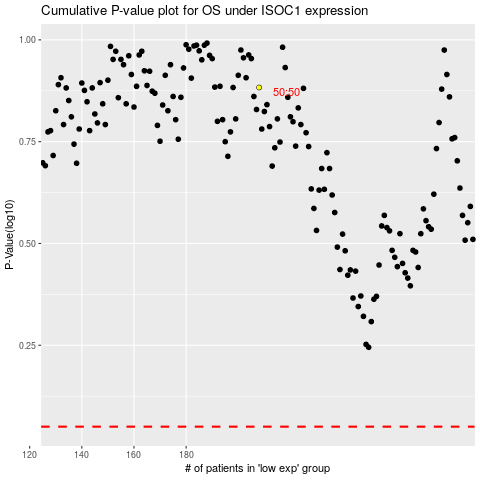 Cumulative P-value plot for OS under ISOC1 expression
1.00
50:50
0.75
P-Value(log10)
0.50
0.25
120 140 160 180
# of patients in 'low exp' group